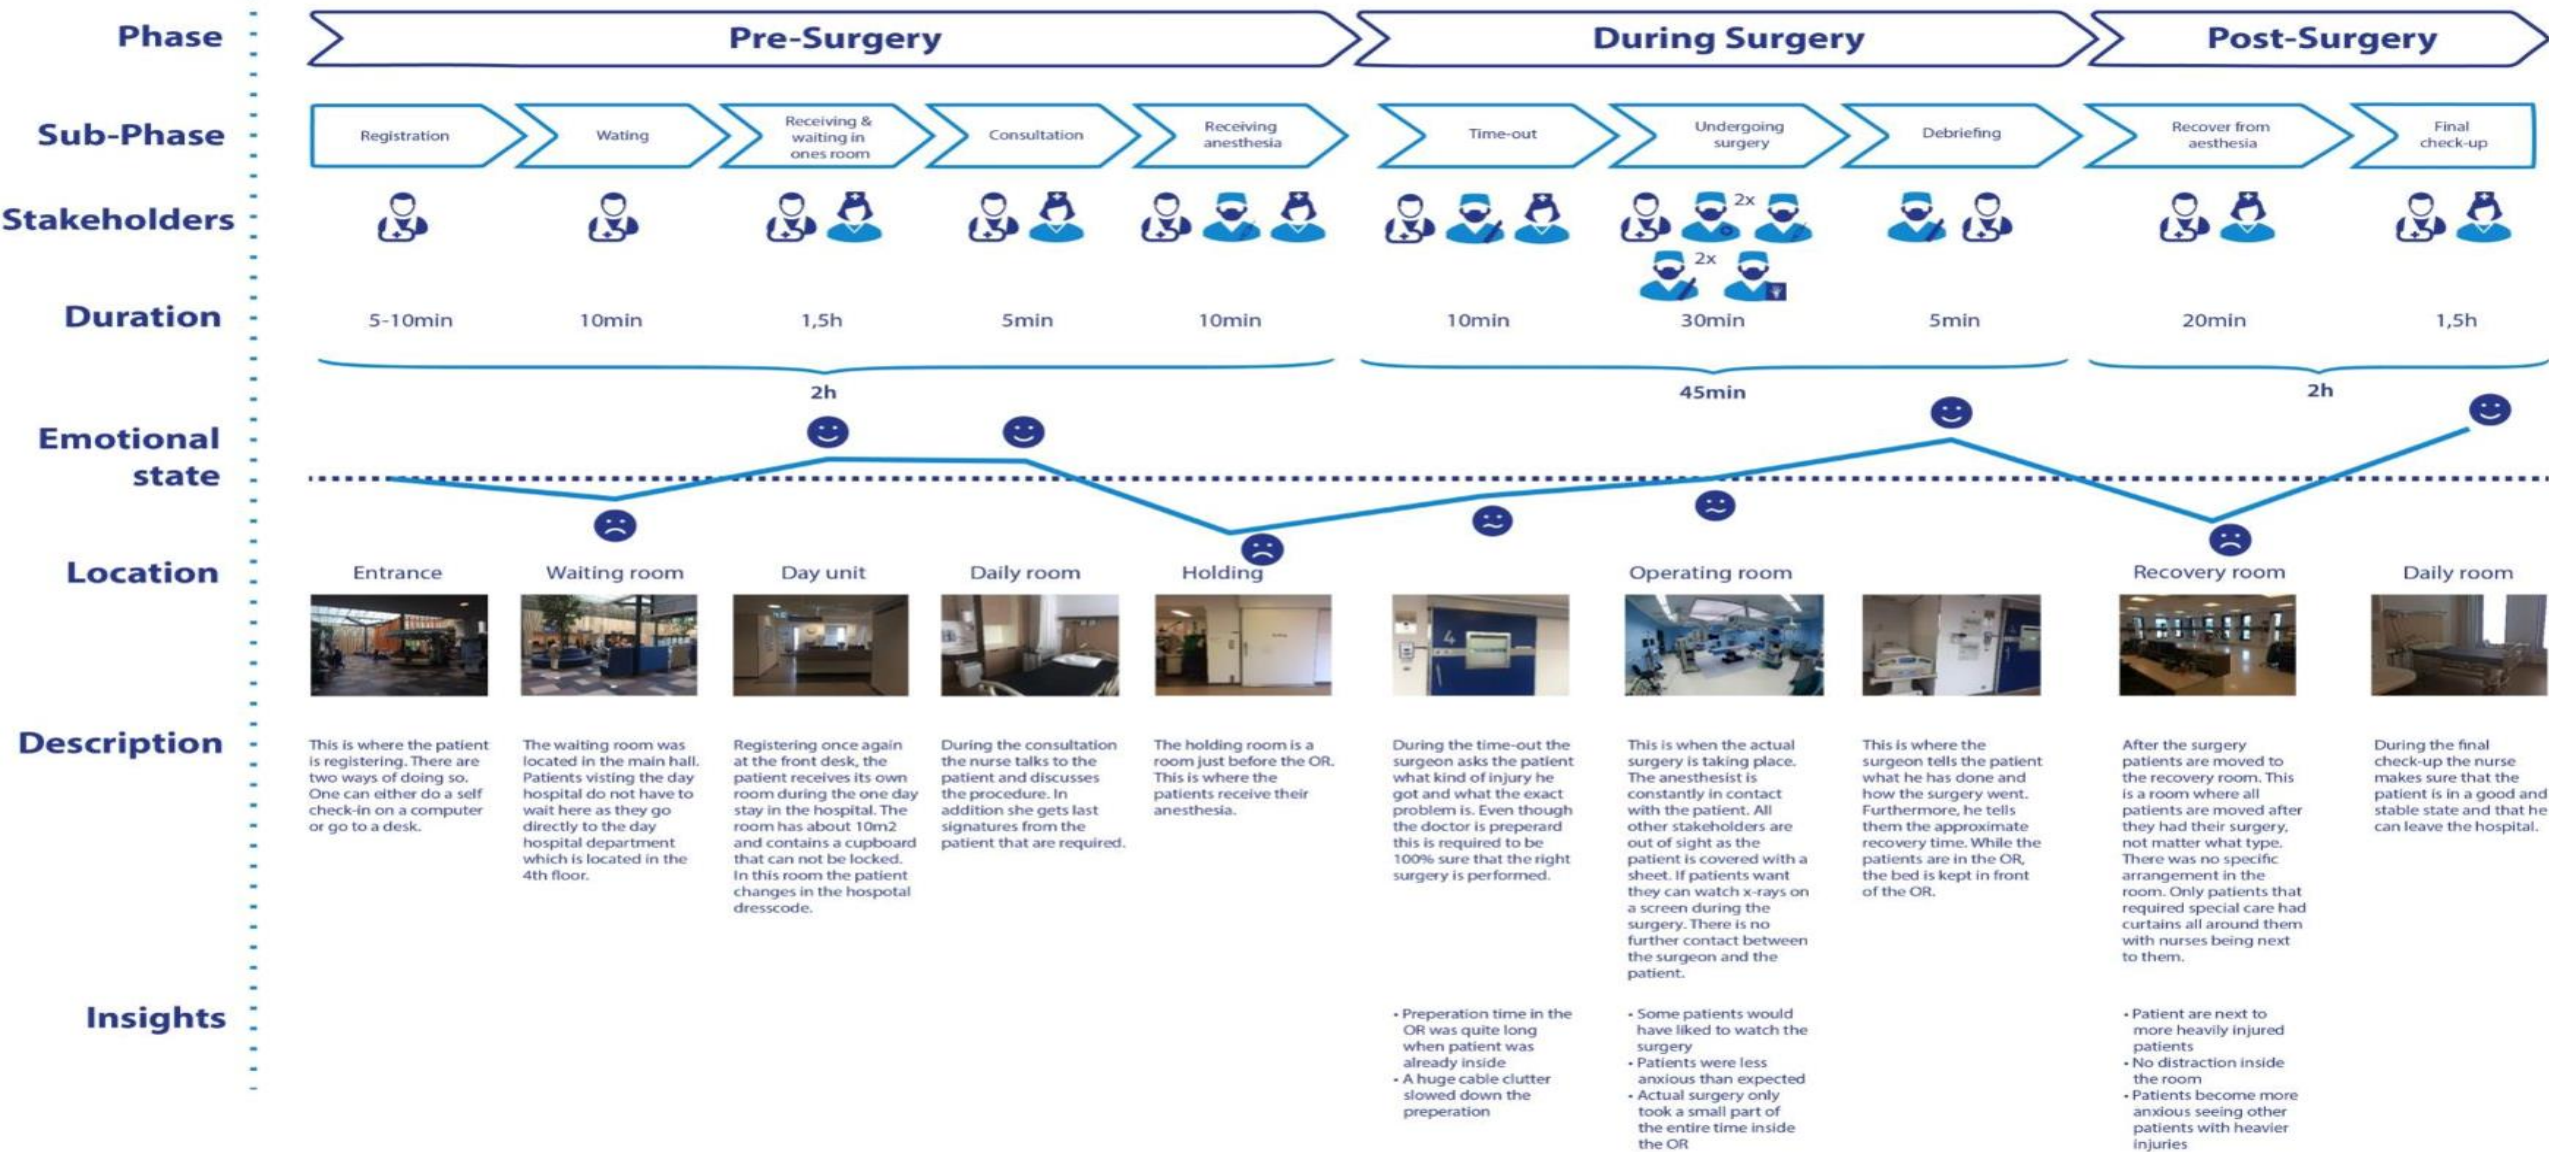 Phase
Pre-Surgery
During Surgery
Post-Surgery
Sub-Phase
Registration
Wating
Receiving &
waiting in
ones room
Consultation
Receiving
anesthesia
Time-out
Undergoing
surgery
Debriefing
Recover from
aesthesia
Final
check-up
Stakeholders
2x
2x
Duration
5-10min
10min
1,5h
5min
10min
10min
30min
5min
20min
1,5h
2h
45min
2h
Emotional
state
Location
Entrance
Waiting room
Day unit
Daily room
Holding
Operating room
Recovery room
Daily room
4
Description
This is where the patient
is registering. There are
two ways of doing so.
One can either do a self
check-in on a computer
or go to a desk.
The waiting room was
located in the main hall.
Patients visting the day
hospital do not have to
wait here as they go
directly to the day
hospital department
which is located in the
4th floor.
Registering once again
at the front desk, the
patient receives its own
room during the one day
stay in the hospital. The
room has about 10m2
and contains a cupboard
that can not be locked.
In this room the patient
changes in the hospotal
dresscode.
During the consultation
the nurse talks to the
patient and discusses
the procedure. In
addition she gets last
signatures from the
patient that are required.
The holding room is a
room just before the OR.
This is where the
patients receive their
anesthesia.
During the time-out the
surgeon asks the patient
what kind of injury he
got and what the exact
problem is. Even though
the doctor is preperard
this is required to be
100% sure that the right
surgery is performed.
This is when the actual
surgery is taking place.
The anesthesist is
constantly in contact
with the patient. All
other stakeholders are
out of sight as the
patient is covered with a
sheet. If patients want
they can watch x-rays on
a screen during the
surgery. There is no
further contact between
the surgeon and the
patient.
This is where the
surgeon tells the patient
what he has done and
how the surgery went.
Furthermore, he tells
them the approximate
recovery time. While the
patients are in the OR,
the bed is kept in front
of the OR.
After the surgery
patients are moved to
the recovery room. This
is a room where all
patients are moved after
they had their surgery,
not matter what type.
There was no specific
arrangement in the
room. Only patients that
required special care had
curtains all around them
with nurses being next
to them.
During the final
check-up the nurse
makes sure that the
patient is in a good and
stable state and that he
can leave the hospital.
Insights
• Preperation time in the
OR was quite long
when patient was
already inside
• A huge cable clutter
slowed down the
preperation
• Some patients would
have liked to watch the
surgery
• Patients were less
anxious than expected
• Actual surgery only
took a small part of
the entire time inside
the OR
• Patient are next to
more heavily injured
patients
• No distraction inside
the room
• Patients become more
anxious seeing other
patients with heavier
injuries